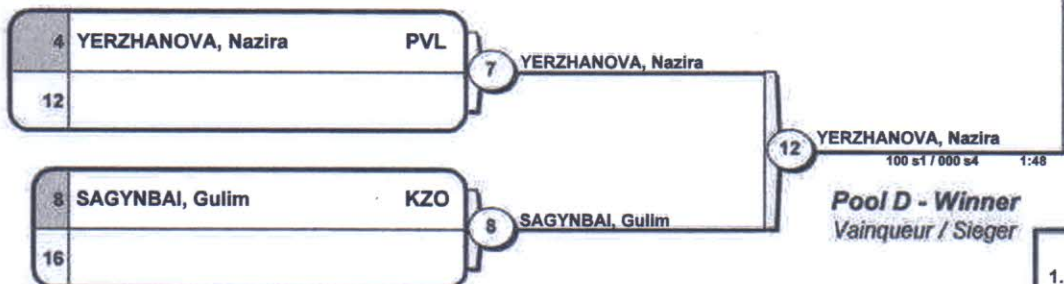 4 YERZHANOVA, Nazira PVL
12
7 YERZHANOVA, Nazira
8 SAGYNBAI, Gulim KZO
16
8 SAGYNBAI, Gulim
12 YERZHANOVA, Nazira
100 s1 / 000 s4 1:48
Pool D - Winner
Vainqueur / Sieger
1.